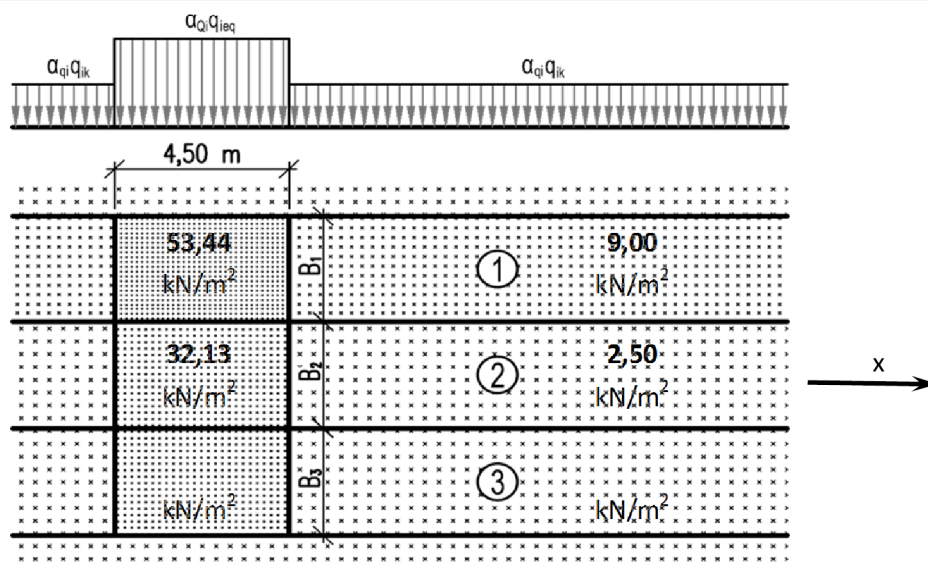 αQiqieq
αqiqik
αqiqik
4,50 m
53,44
kN/m²
B1
1
9,00
kN/m²
32,13
kN/m²
B2
2
2,50
kN/m²
x
kN/m²
B3
3
kN/m²